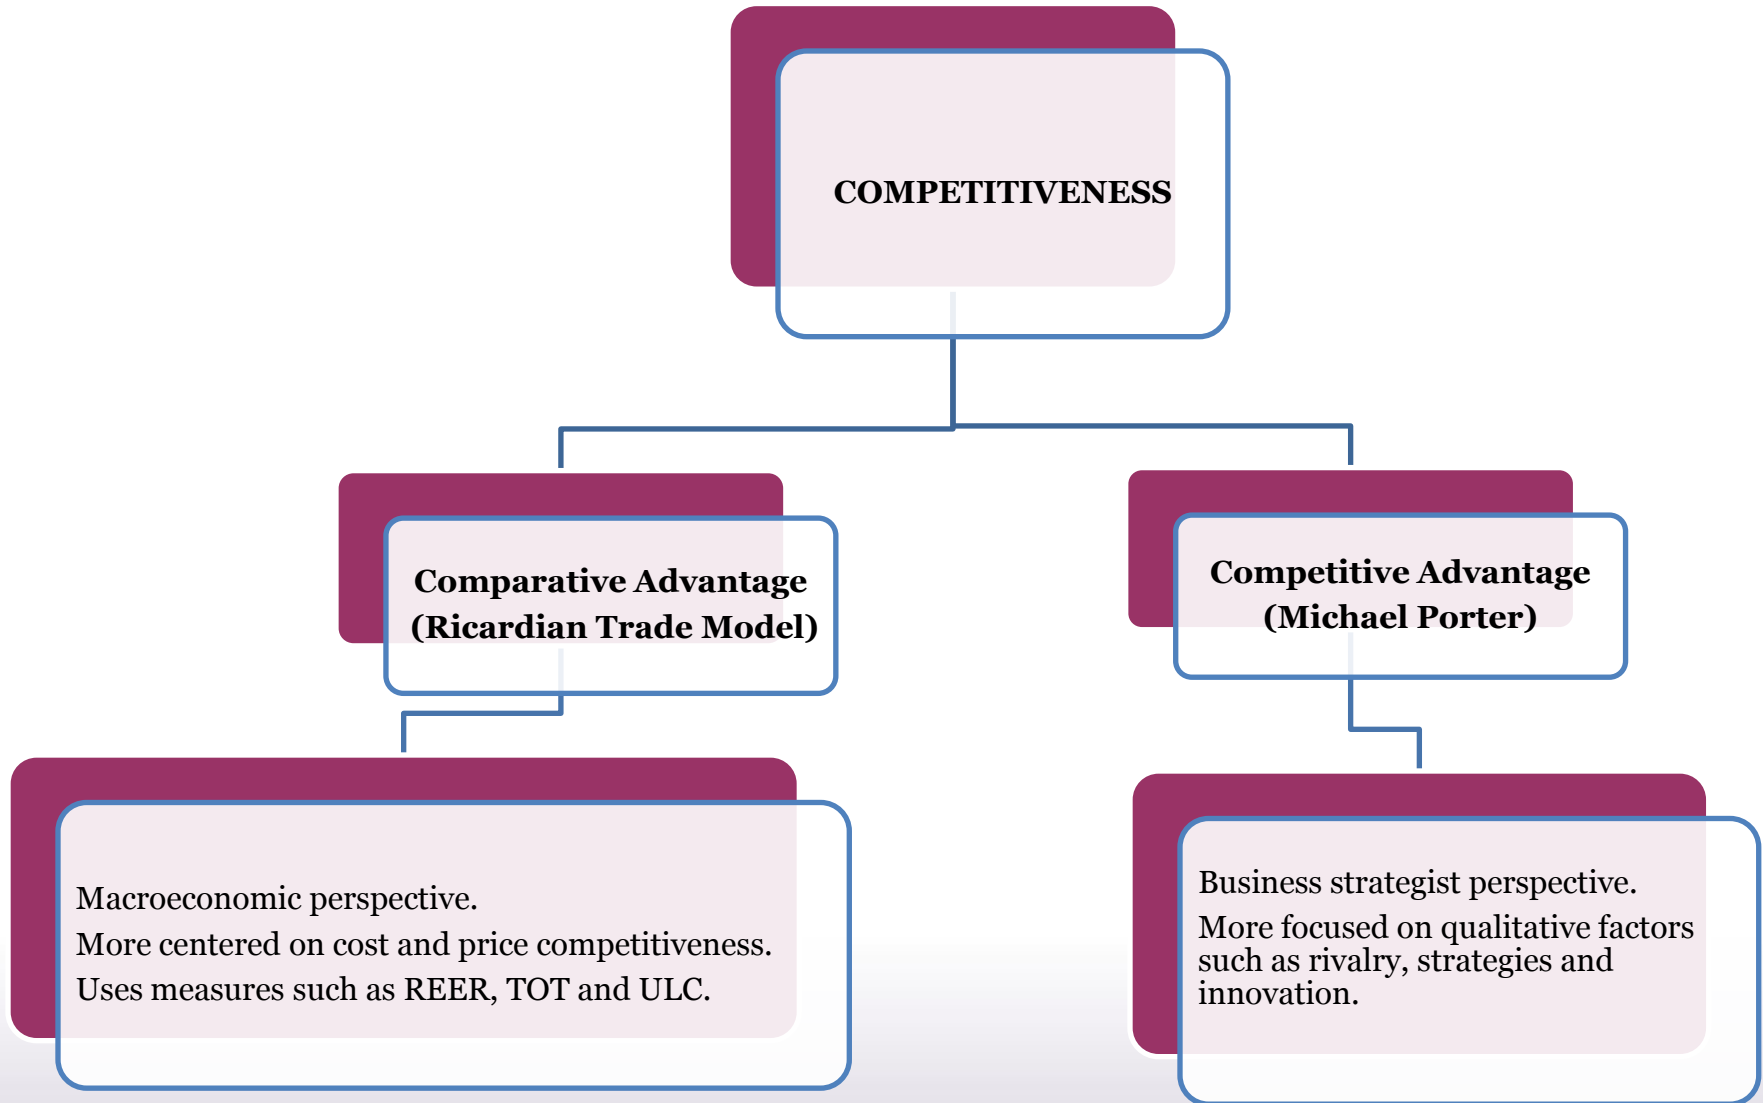 COMPETITIVENESS
Comparative Advantage
(Ricardian Trade Model)
Competitive Advantage
(Michael Porter)
Macroeconomic perspective.
More centered on cost and price competitiveness.
Uses measures such as REER, TOT and ULC.
Business strategist perspective.
More focused on qualitative factors
such as rivalry, strategies and
innovation.